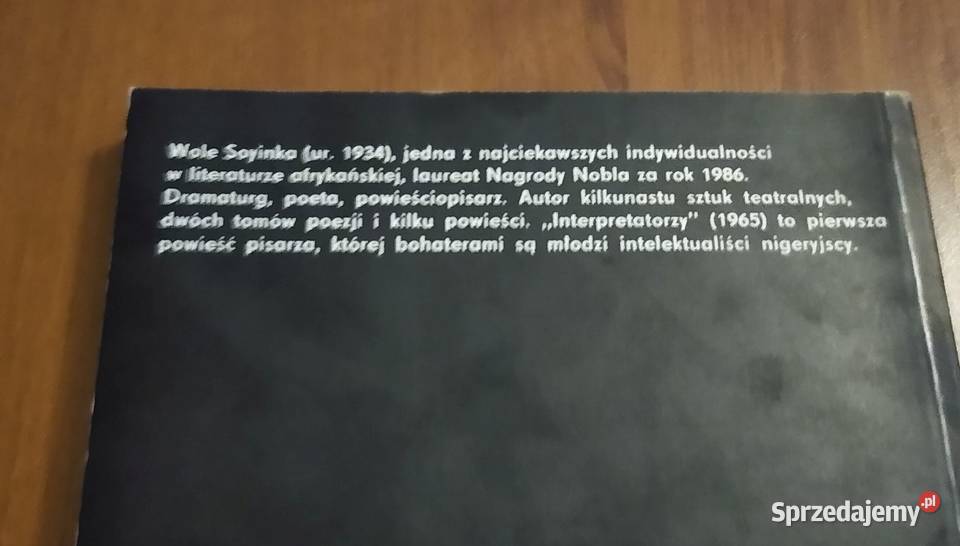 Wole Soyinka (ur. 1934), jedna z najciekawszych indywidualności
w literaturze afrykańskiej, laureat Nagrody Nobla za rok 1986.
Dramaturg, poeta, powieściopisarz. Autor kilkunastu sztuk teatralnych,
dwóch tomów poezji i kilku powieści. „Interpretatorzy" (1965) to pierwsza
powieść pisarza, której bohaterami są młodzi intelektualiści nigeryjscy.
Sprzedajemy.pl